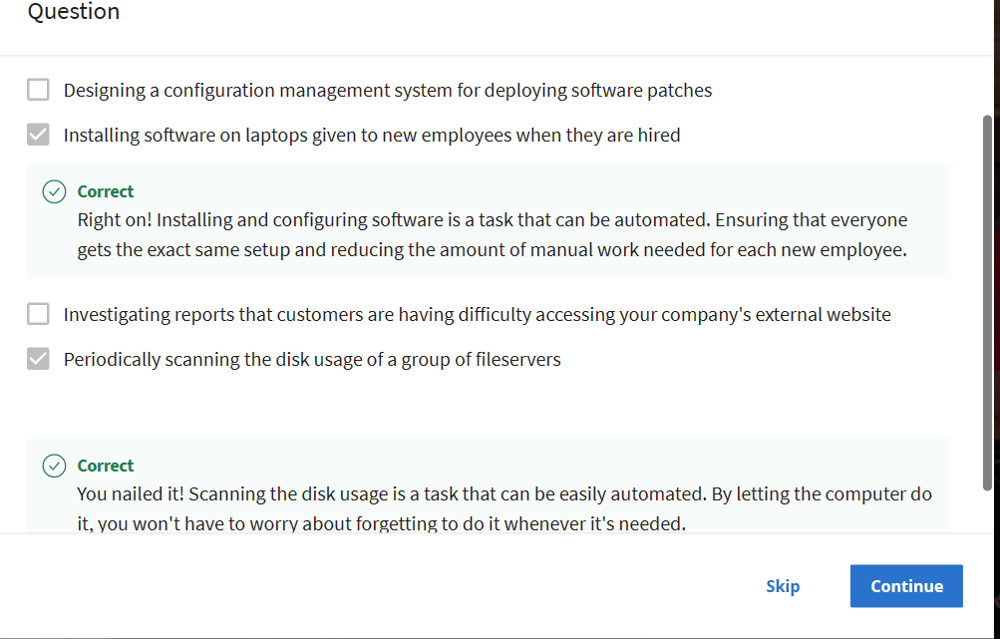 Question
Designing a configuration management system for deploying software patches
Installing software on laptops given to new employees when they are hired
Correct
Right on! Installing and configuring software is a task that can be automated. Ensuring that everyone
gets the exact same setup and reducing the amount of manual work needed for each new employee.
Investigating reports that customers are having difficulty accessing your company's external website
Periodically scanning the disk usage of a group of fileservers
Correct
You nailed it! Scanning the disk usage is a task that can be easily automated. By letting the computer do
it, you won't have to worry about forgetting to do it whenever it's needed.
Skip
Continue